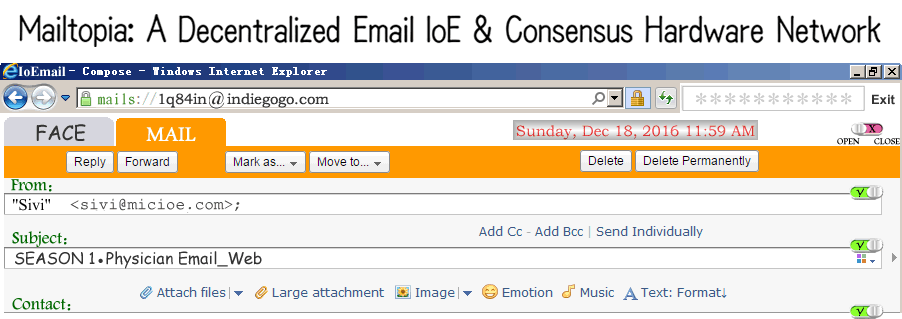 Mailtopia: A Decentralized Email IoE & Consensus Hardware Network
IoEmail - Compose - Windows Internet Explorer
mails://1q84in@indiegogo.com
*********** Exit
FACE MAIL Sunday, Dec 18, 2016 11:59 AM X
OPEN CLOSE
Reply Forward Mark as... Move to... Delete Delete Permanently
From:
"Sivi" <sivi@micioe.com>;
Add Cc - Add Bcc | Send Individually
Subject:
SEASON 1•Physician Email_Web
Attach files| Large attachment Image| Emotion Music Text: Format↓
Contact: